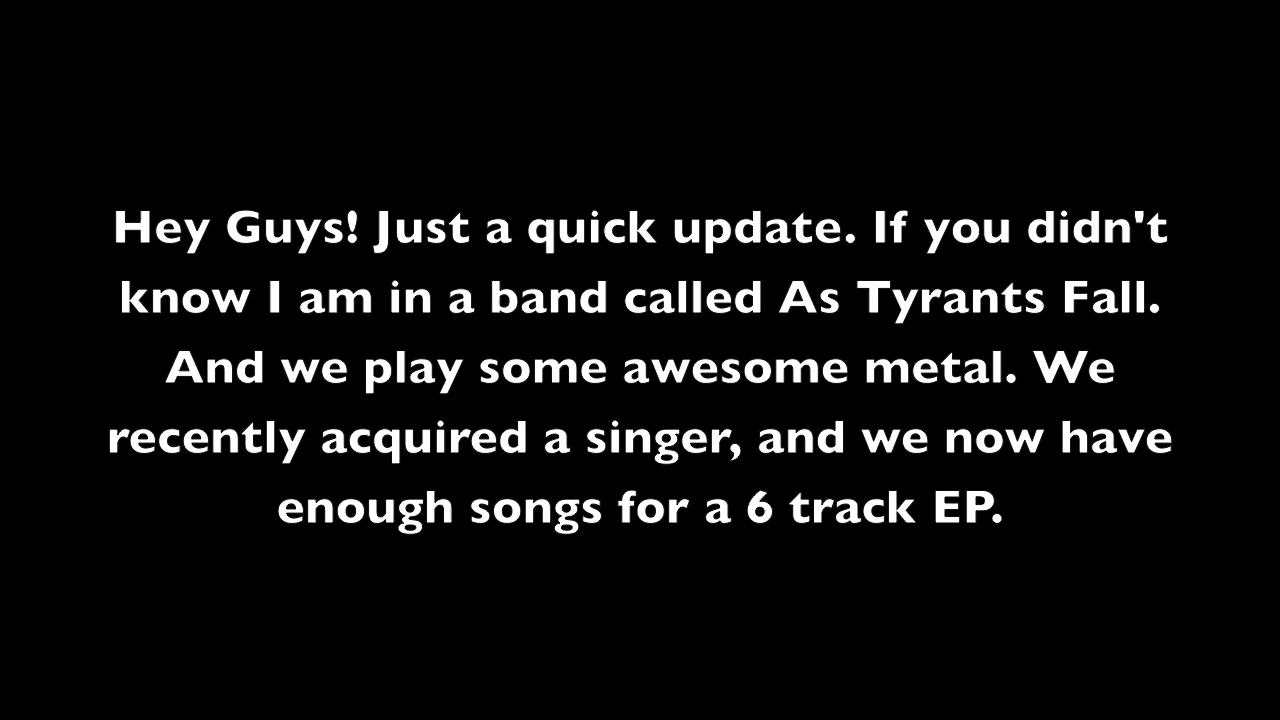 Hey Guys! Just a quick update. If you didn't
know I am in a band called As Tyrants Fall.
And we play some awesome metal. We
recently acquired a singer, and we now have
enough songs for a 6 track EP.